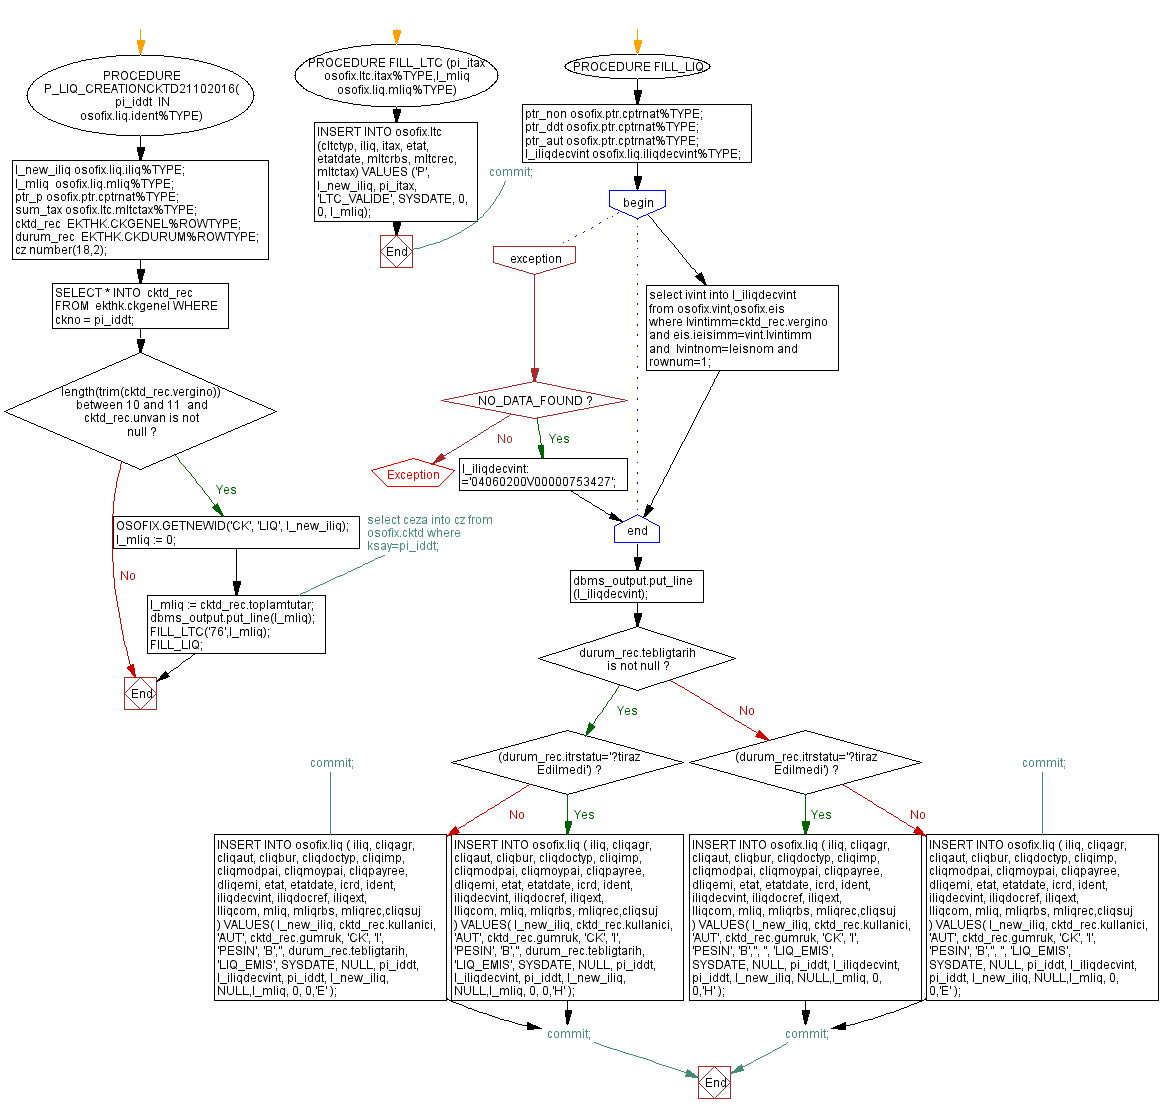 PROCEDURE
P_LIQ_CREATIONCKTD21102016(
pi_iddt IN
osofix.liq.ident%TYPE)
l_new_iliq osofix.liq.iliq%TYPE;
l_mliq osofix.liq.mliq%TYPE;
ptr_p osofix.ptr.cptrnat%TYPE;
sum_tax osofix.ltc.mltctax%TYPE;
cktd_rec EKTHK.CKGENEL%ROWTYPE;
durum_rec EKTHK.CKDURUM%ROWTYPE;
cz number(18,2);
SELECT * INTO cktd_rec
FROM ekthk.ckgenel WHERE
ckno = pi_iddt;
length(trim(cktd_rec.vergino))
between 10 and 11 and
cktd_rec.unvan is not
null ?
Yes
No
OSOFIX.GETNEWID('CK', 'LIQ', l_new_iliq);
l_mliq := 0;
select ceza into cz from
osofix.cktd where
ksay=pi_iddt;
l_mliq := cktd_rec.toplamtutar;
dbms_output.put_line(l_mliq);
FILL_LTC('76',l_mliq);
FILL_LIQ;
End
PROCEDURE FILL_LTC (pi_itax
osofix.ltc.itax%TYPE,l_mliq
osofix.liq.mliq%TYPE)
INSERT INTO osofix.ltc
(cltctyp, iliq, itax, etat,
etatdate, mltcrbs, mltcrec,
mltctax) VALUES ('P',
l_new_iliq, pi_itax,
'LTC_VALIDE', SYSDATE, 0,
0, l_mliq);
commit;
End
PROCEDURE FILL_LIQ
ptr_non osofix.ptr.cptrnat%TYPE;
ptr_ddt osofix.ptr.cptrnat%TYPE;
ptr_aut osofix.ptr.cptrnat%TYPE;
l_iliqdecvint osofix.liq.iliqdecvint%TYPE;
begin
exception
select ivint into l_iliqdecvint
from osofix.vint,osofix.eis
where lvintimm=cktd_rec.vergino
and eis.ieisimm=vint.lvintimm
and lvintnom=leisnom and
rownum=1;
NO_DATA_FOUND ?
No
Yes
Exception
l_iliqdecvint:
='04060200V00000753427';
end
dbms_output.put_line
(l_iliqdecvint);
durum_rec.tebligtarih
is not null ?
Yes
No
(durum_rec.itrstatu='?tiraz
Edilmedi') ?
(durum_rec.itrstatu='?tiraz
Edilmedi') ?
commit;
No
Yes
Yes
No
commit;
INSERT INTO osofix.liq ( iliq, cliqagr,
cliqaut, cliqbur, cliqdoctyp, cliqimp,
cliqmodpai, cliqmoypai, cliqpayree,
dliqemi, etat, etatdate, icrd, ident,
iliqdecvint, iliqdocref, iliqext,
lliqcom, mliq, mliqrbs, mliqrec,cliqsuj
) VALUES( l_new_iliq, cktd_rec.kullanici,
'AUT', cktd_rec.gumruk, 'CK', 'I',
'PESIN', 'B','', durum_rec.tebligtarih,
'LIQ_EMIS', SYSDATE, NULL, pi_iddt,
l_iliqdecvint, pi_iddt, l_new_iliq,
NULL,l_mliq, 0, 0,'E' );
INSERT INTO osofix.liq ( iliq, cliqagr,
cliqaut, cliqbur, cliqdoctyp, cliqimp,
cliqmodpai, cliqmoypai, cliqpayree,
dliqemi, etat, etatdate, icrd, ident,
iliqdecvint, iliqdocref, iliqext,
lliqcom, mliq, mliqrbs, mliqrec,cliqsuj
) VALUES( l_new_iliq, cktd_rec.kullanici,
'AUT', cktd_rec.gumruk, 'CK', 'I',
'PESIN', 'B','', durum_rec.tebligtarih,
'LIQ_EMIS', SYSDATE, NULL, pi_iddt,
l_iliqdecvint, pi_iddt, l_new_iliq,
NULL,l_mliq, 0, 0,'H' );
INSERT INTO osofix.liq ( iliq, cliqagr,
cliqaut, cliqbur, cliqdoctyp, cliqimp,
cliqmodpai, cliqmoypai, cliqpayree,
dliqemi, etat, etatdate, icrd, ident,
iliqdecvint, iliqdocref, iliqext,
lliqcom, mliq, mliqrbs, mliqrec,cliqsuj
) VALUES( l_new_iliq, cktd_rec.kullanici,
'AUT', cktd_rec.gumruk, 'CK', 'I',
'PESIN', 'B','', '', 'LIQ_EMIS',
SYSDATE, NULL, pi_iddt, l_iliqdecvint,
pi_iddt, l_new_iliq, NULL,l_mliq, 0,
0,'H' );
INSERT INTO osofix.liq ( iliq, cliqagr,
cliqaut, cliqbur, cliqdoctyp, cliqimp,
cliqmodpai, cliqmoypai, cliqpayree,
dliqemi, etat, etatdate, icrd, ident,
iliqdecvint, iliqdocref, iliqext,
lliqcom, mliq, mliqrbs, mliqrec,cliqsuj
) VALUES( l_new_iliq, cktd_rec.kullanici,
'AUT', cktd_rec.gumruk, 'CK', 'I',
'PESIN', 'B','', '', 'LIQ_EMIS',
SYSDATE, NULL, pi_iddt, l_iliqdecvint,
pi_iddt, l_new_iliq, NULL,l_mliq, 0,
0,'E' );
commit;
commit;
End